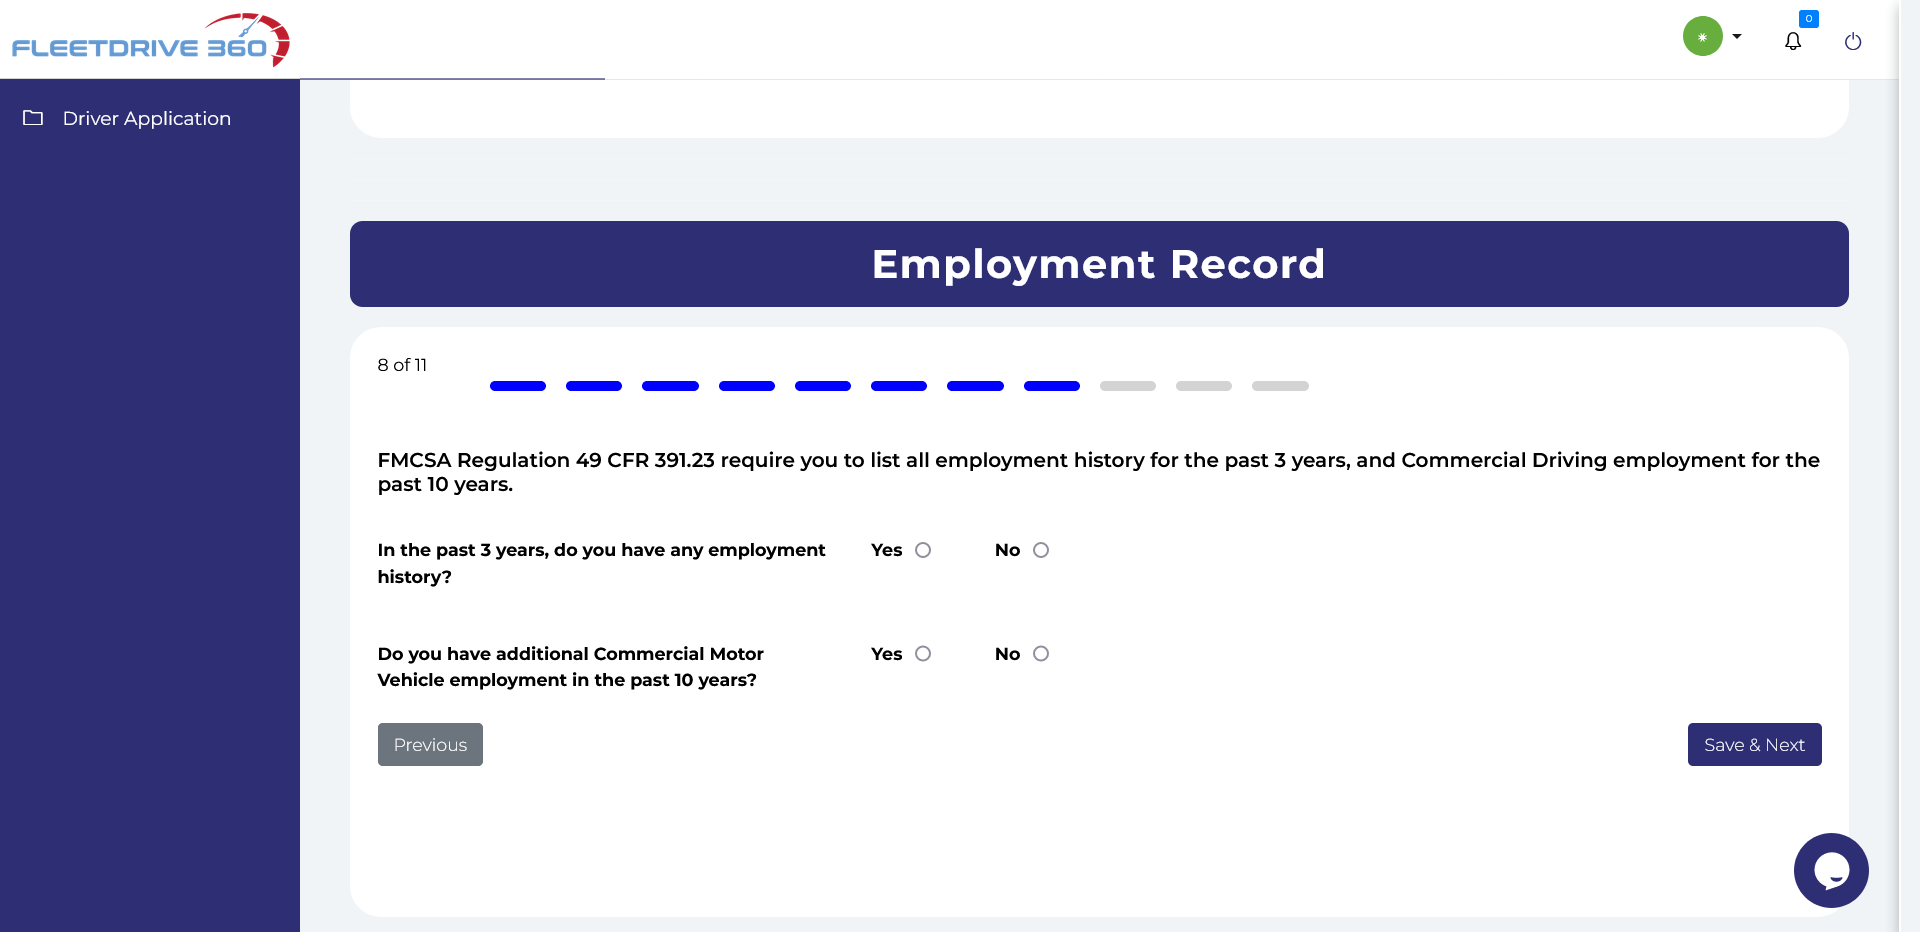 FLEETDRIVE 360
0
Driver Application
Employment Record
8 of 11
FMCSA Regulation 49 CFR 391.23 require you to list all employment history for the past 3 years, and Commercial Driving employment for the
past 10 years.
In the past 3 years, do you have any employment
history?
Yes
No
Do you have additional Commercial Motor
Vehicle employment in the past 10 years?
Yes
No
Previous
Save & Next